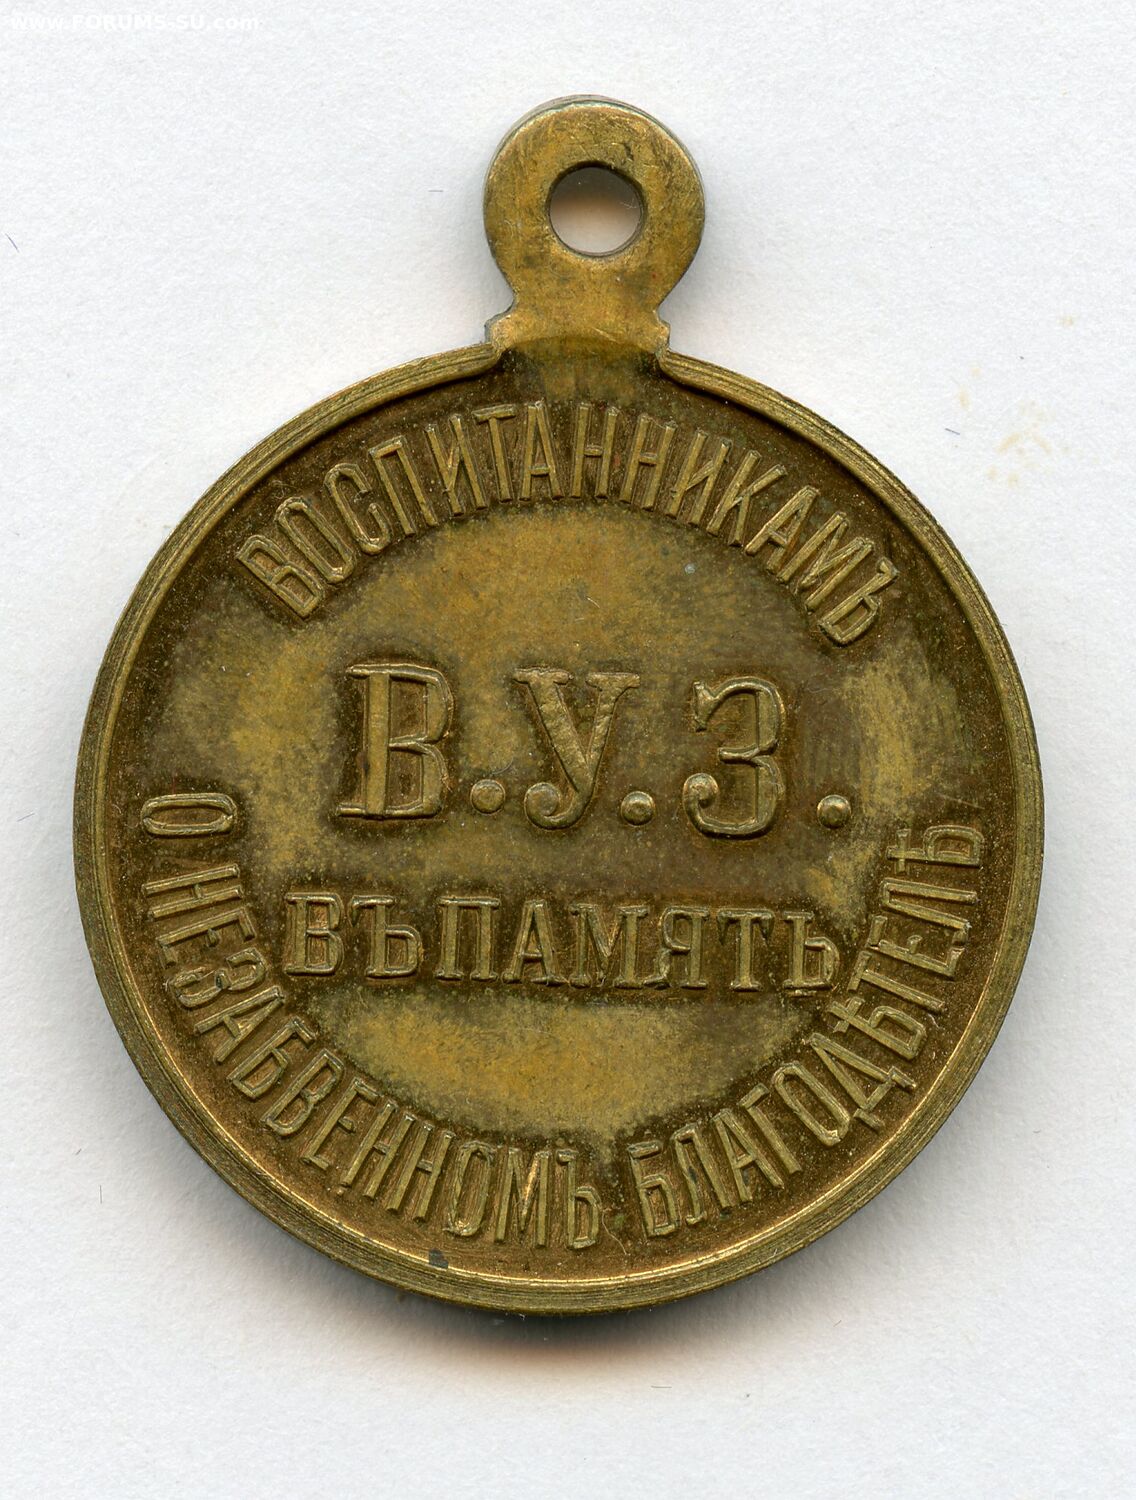 www.FORUMS-SU.com
ВОСПИТАННИКАМЪ
В.У.З.
ВЪ ПАМЯТЬ
О НЕЗАБВЕННОМЪ БЛАГОДѢТЕЛѢ